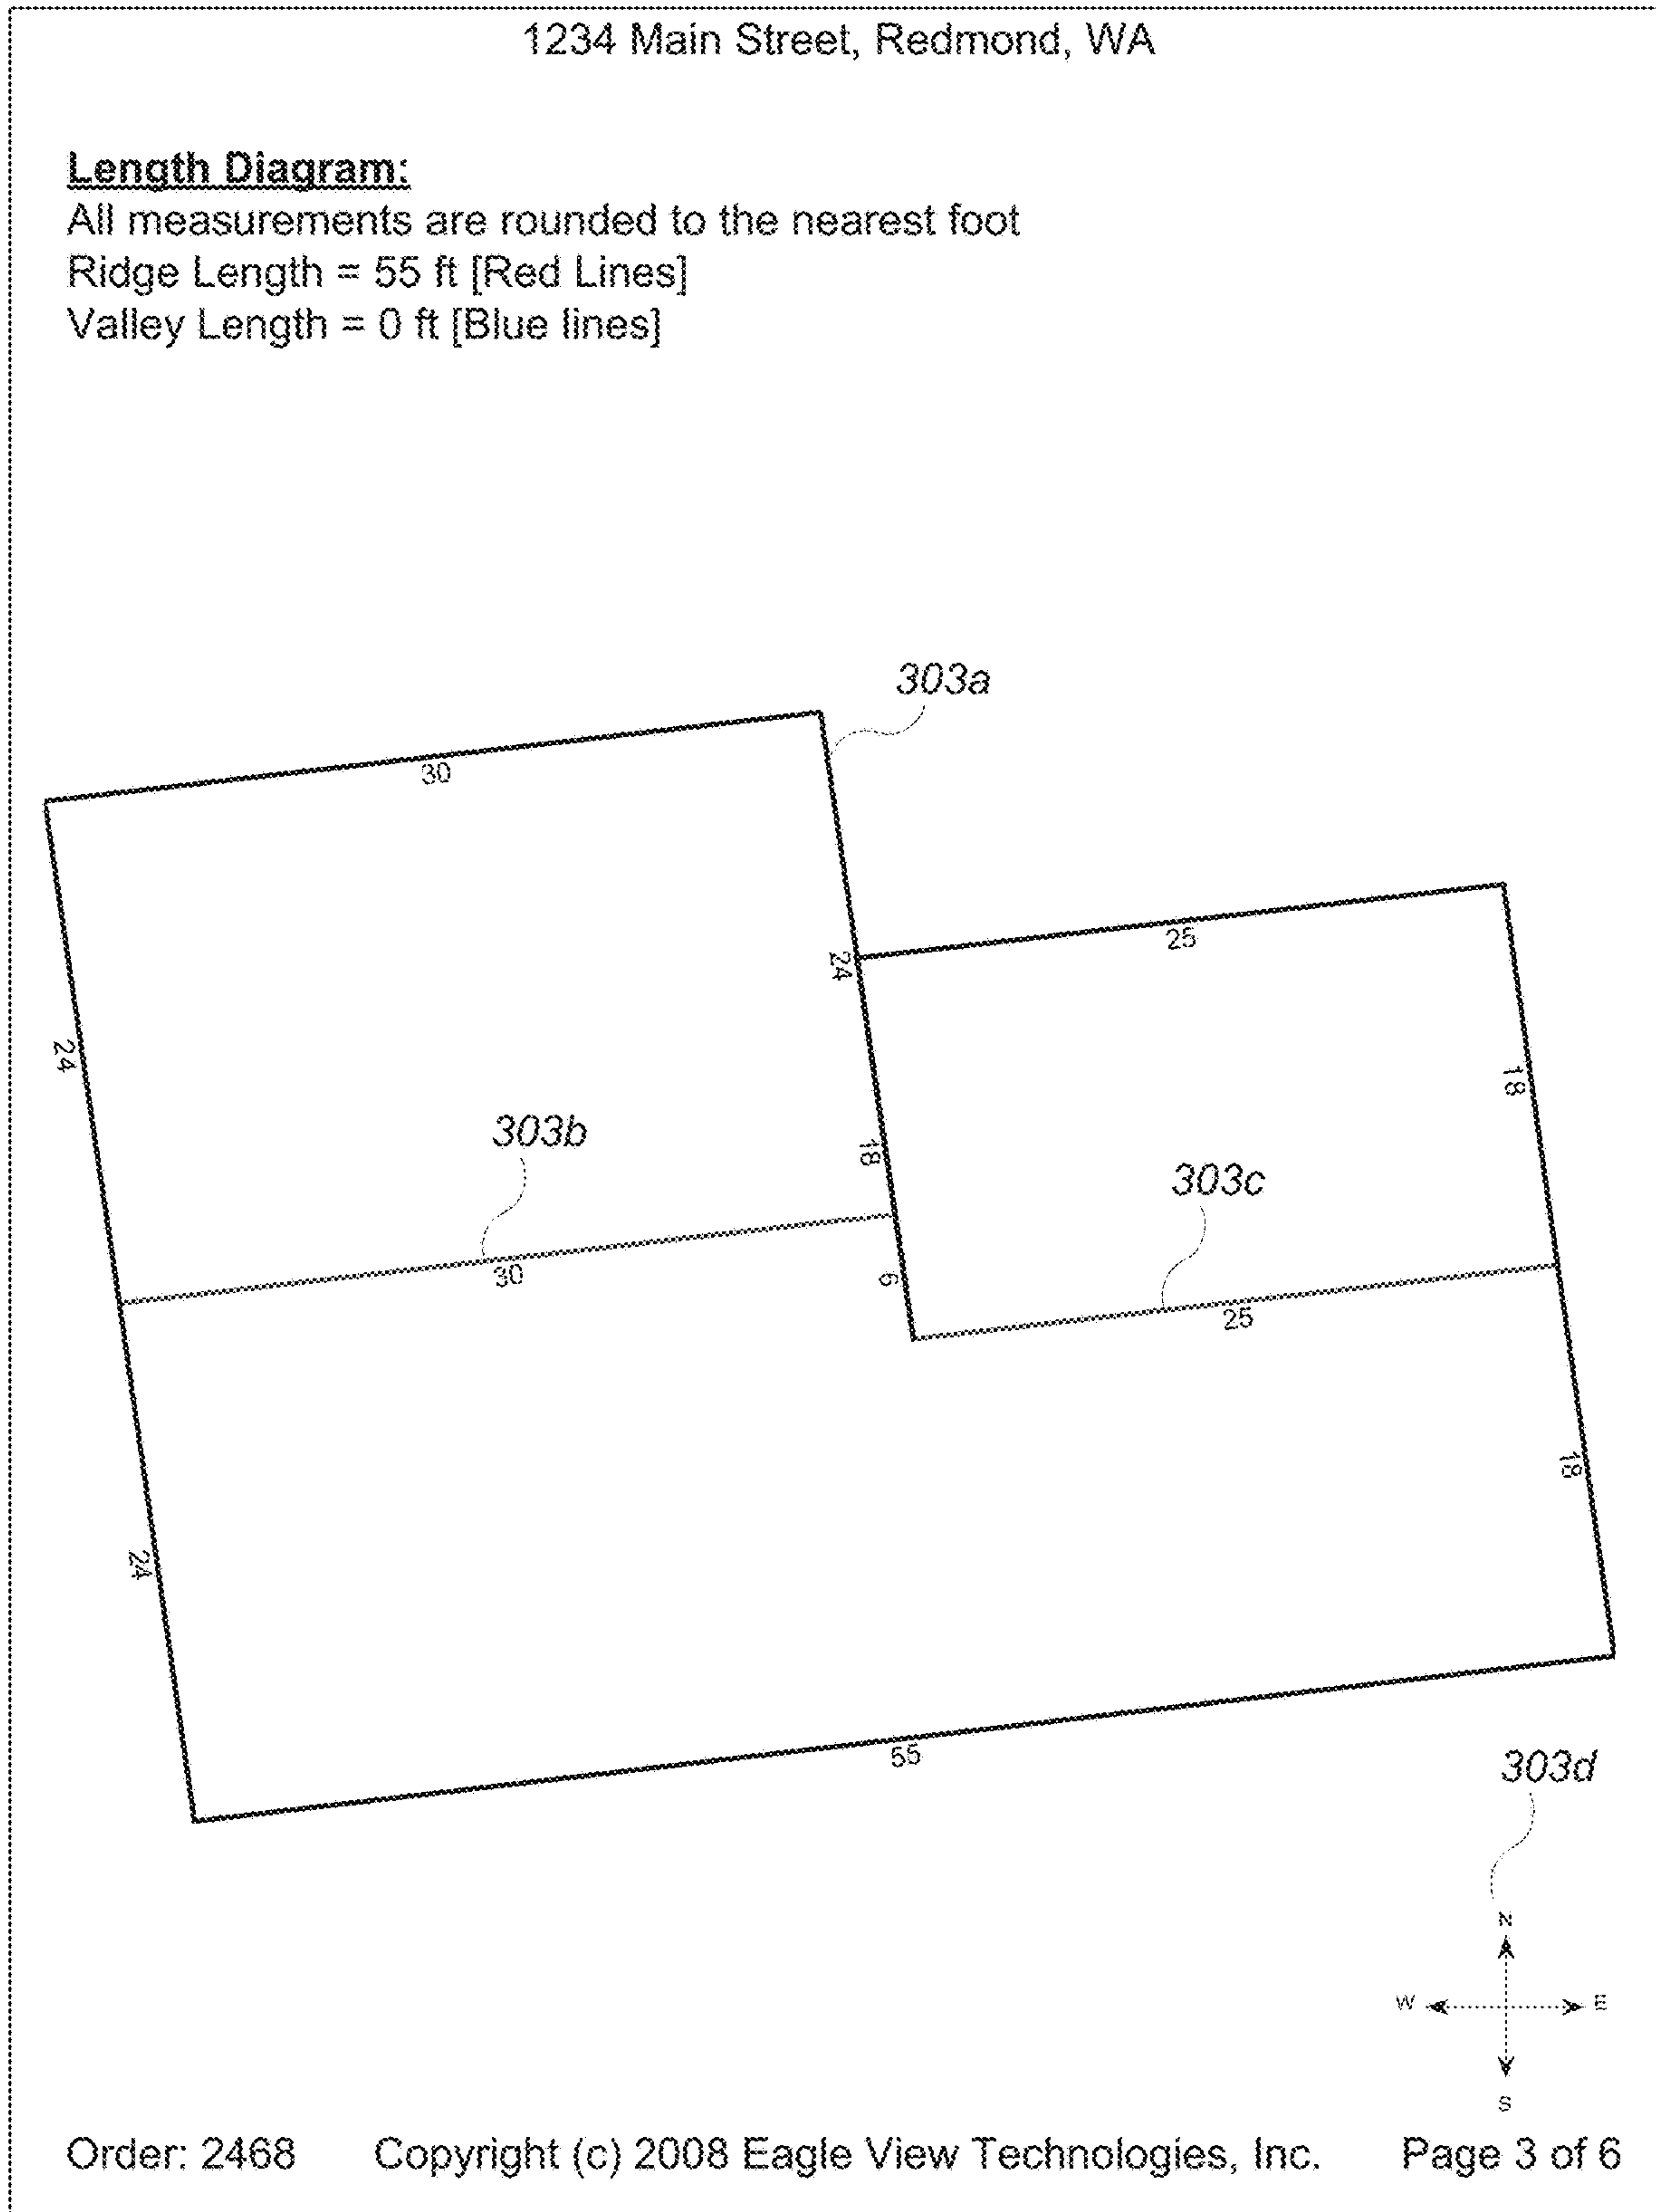 1234 Main Street, Redmond, WA
Length Diagram:
All measurements are rounded to the nearest foot
Ridge Length = 55 ft [Red Lines]
Valley Length = 0 ft [Blue lines]
303a
30
25
24
24
18
303b
18
303c
30
6
25
18
24
55
303d
N
W E
S
Order: 2468 Copyright (c) 2008 Eagle View Technologies, Inc. Page 3 of 6